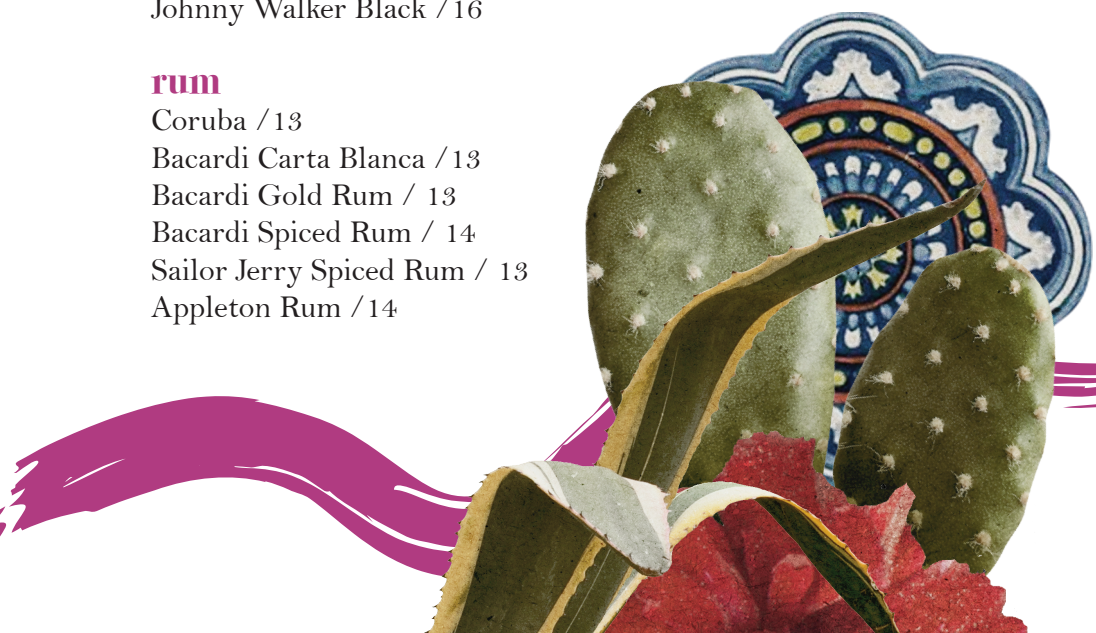 Johnny Walker Black /16
rum
Coruba /13
Bacardi Carta Blanca /13
Bacardi Gold Rum / 13
Bacardi Spiced Rum / 14
Sailor Jerry Spiced Rum / 13
Appleton Rum /14